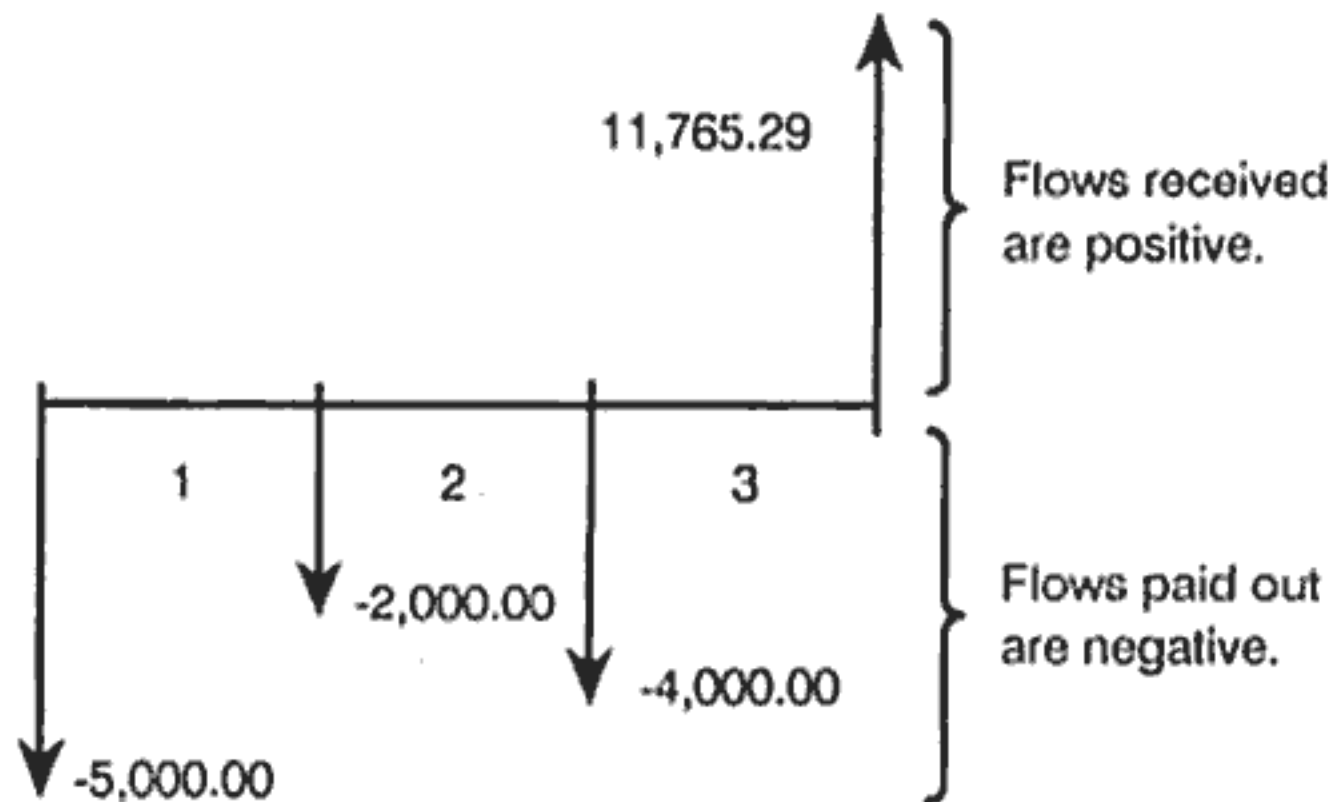 11,765.29
Flows received
are positive.
1
2
3
-2,000.00
Flows paid out
are negative.
-4,000.00
-5,000.00